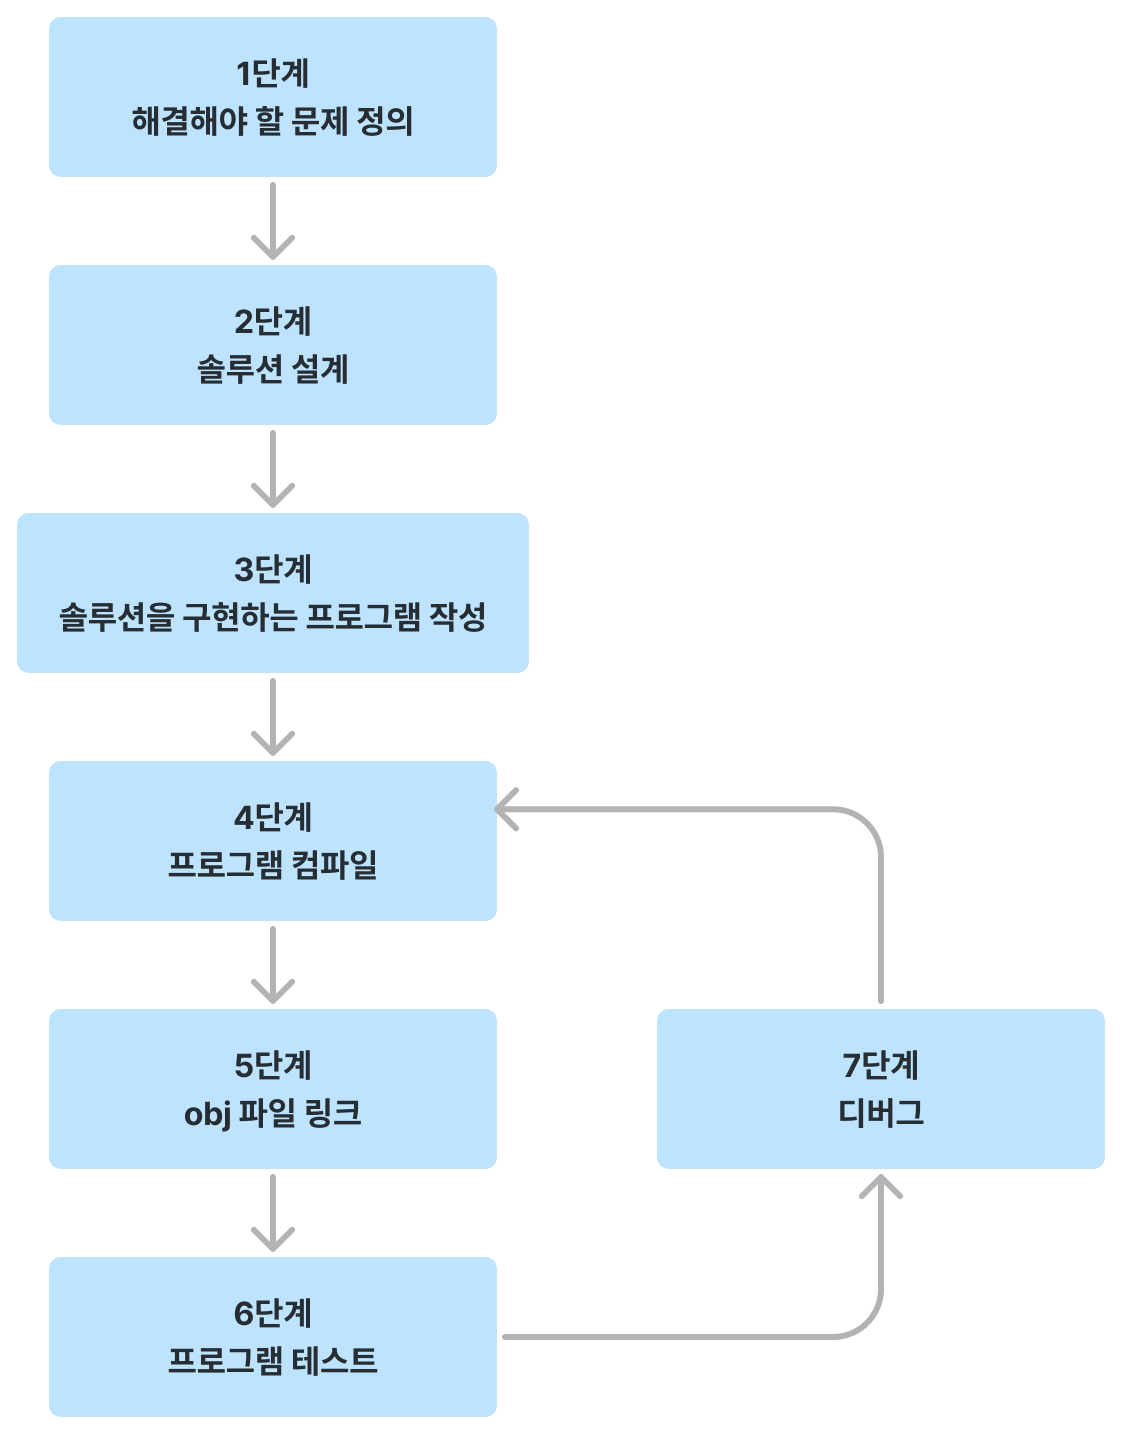 1단계
해결해야 할 문제 정의
2단계
솔루션 설계
3단계
솔루션을 구현하는 프로그램 작성
4단계
프로그램 컴파일
5단계
obj 파일 링크
6단계
프로그램 테스트
7단계
디버그